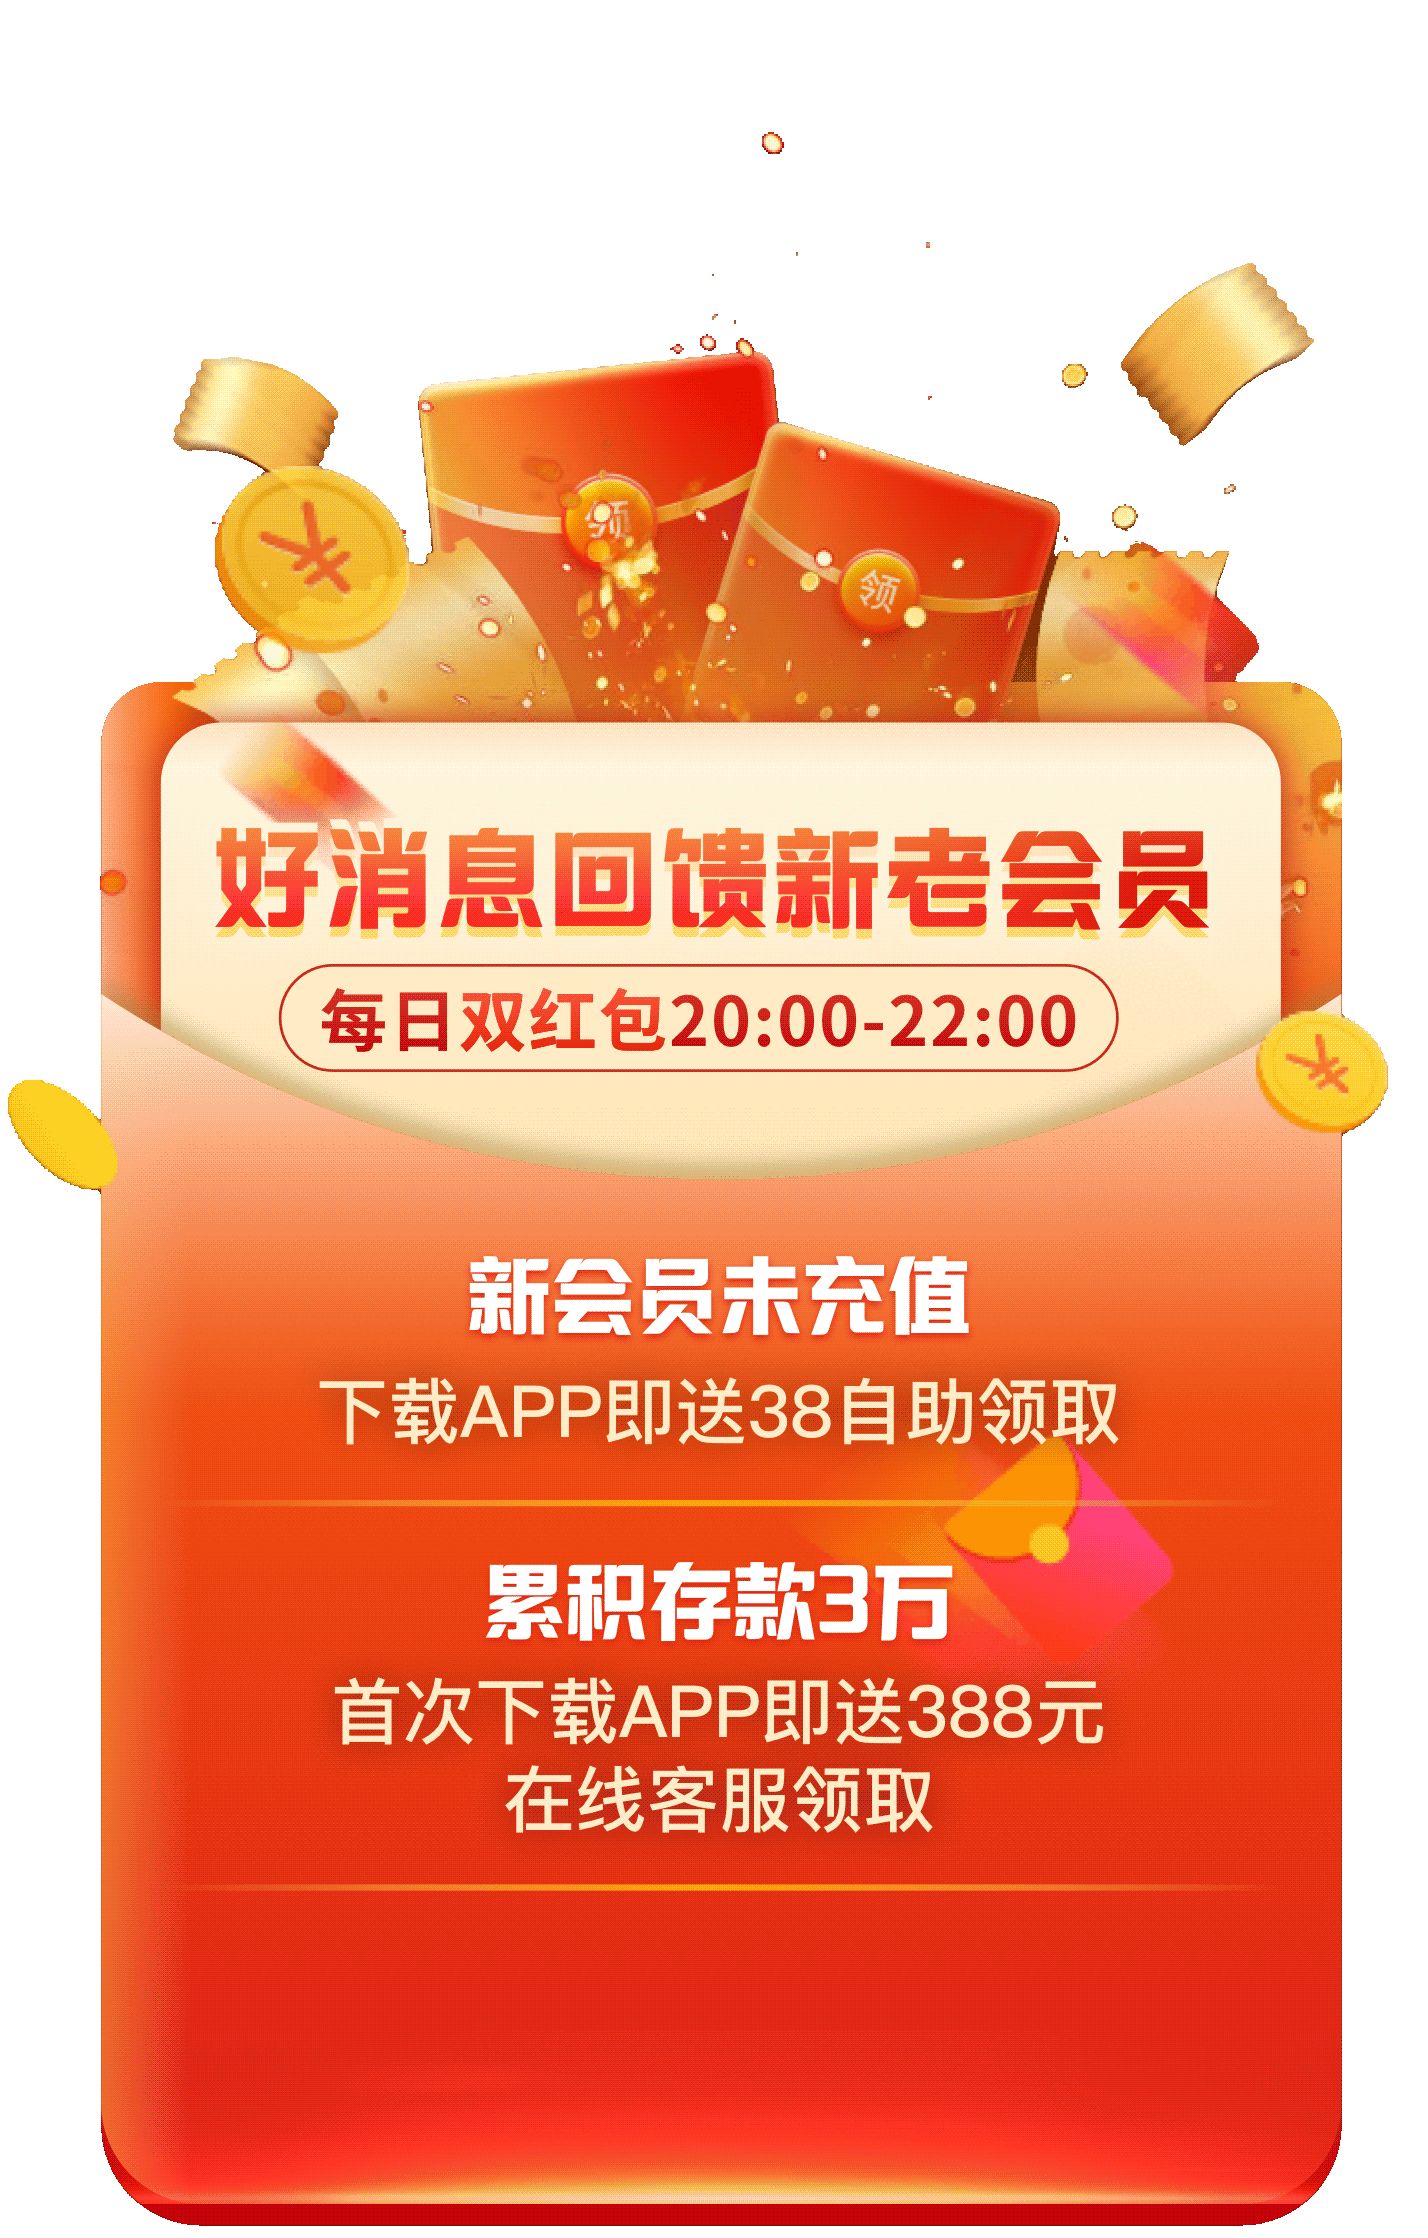 领
领
好消息回馈新老会员
每日双红包20:00-22:00
新会员未充值
下载APP即送38自助领取
累积存款3万
首次下载APP即送388元
在线客服领取